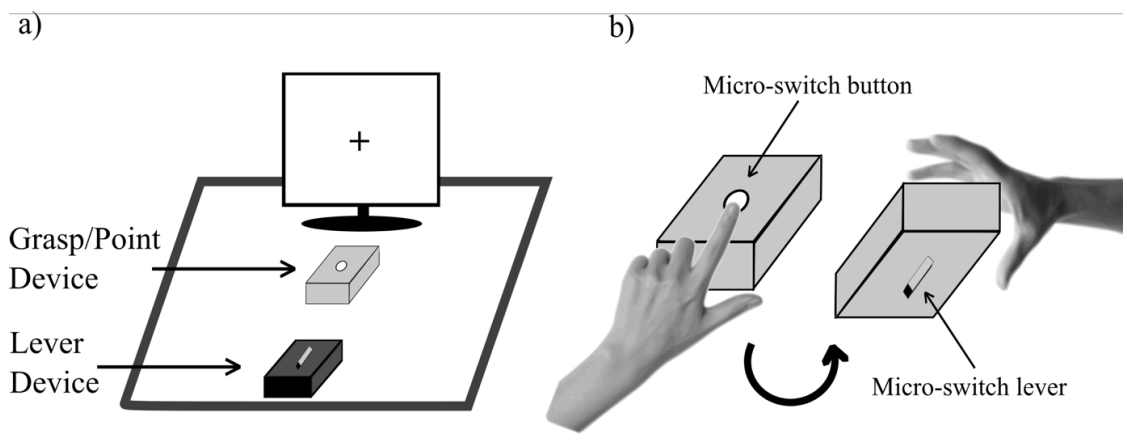 a)
b)
Micro-switch button
Grasp/Point
Device
Lever
Device
Micro-switch lever